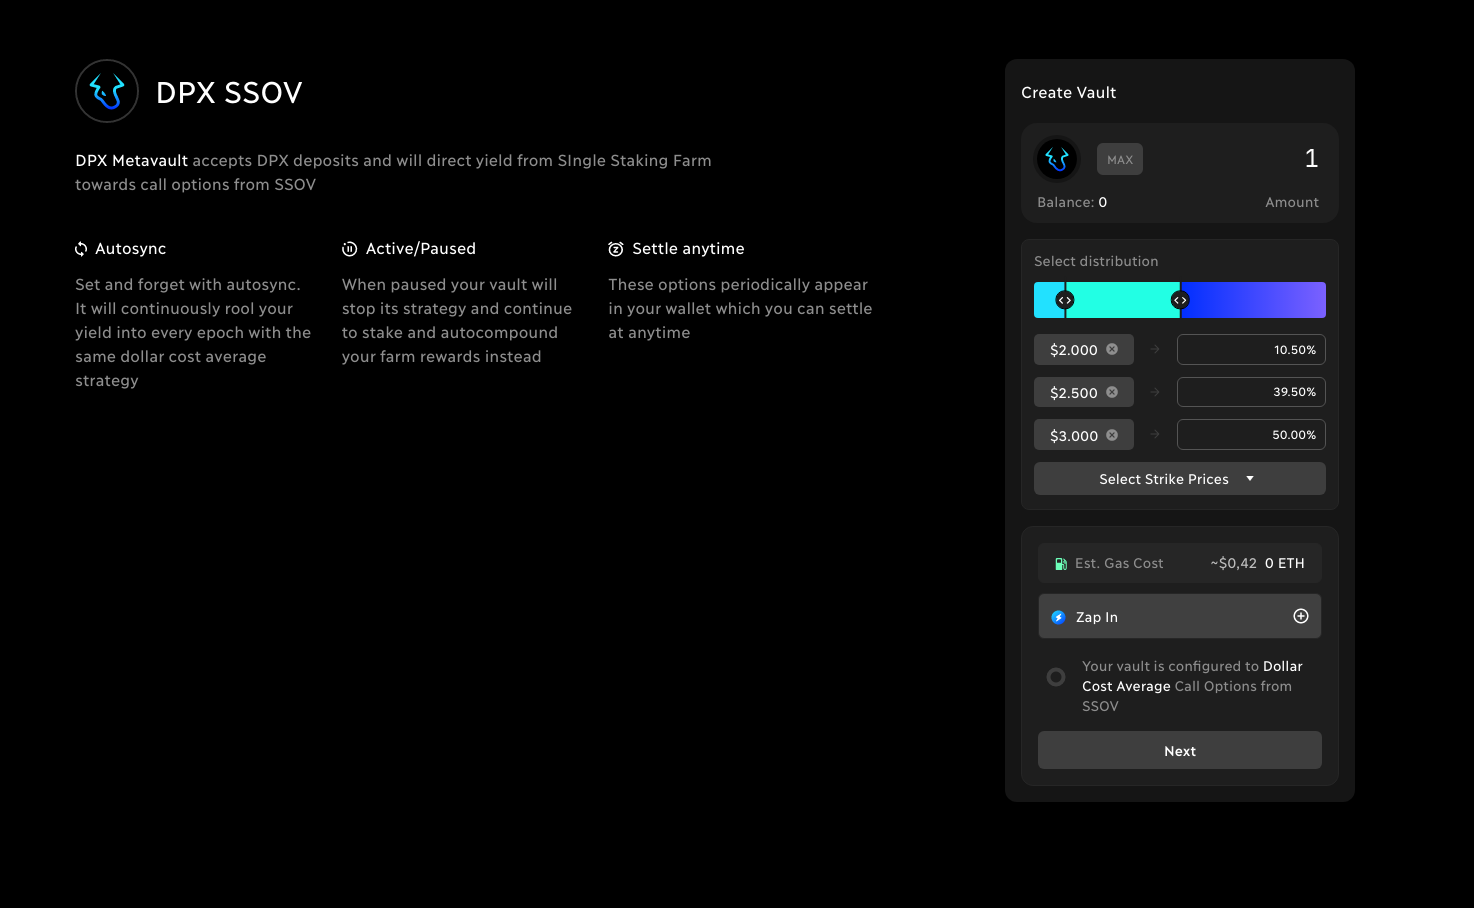 DPX SSOV
DPX Metavault accepts DPX deposits and will direct yield from SIngle Staking Farm
towards call options from SSOV
Autosync
Set and forget with autosync.
It will continuously rool your
yield into every epoch with the
same dollar cost average
strategy
Active/Paused
When paused your vault will
stop its strategy and continue
to stake and autocompound
your farm rewards instead
Settle anytime
These options periodically appear
in your wallet which you can settle
at anytime
Create Vault
MAX 1
Balance: 0 Amount
Select distribution
$2.000 10.50%
$2.500 39.50%
$3.000 50.00%
Select Strike Prices
Est. Gas Cost ~$0,42 0 ETH
Zap In
Your vault is configured to Dollar
Cost Average Call Options from
SSOV
Next